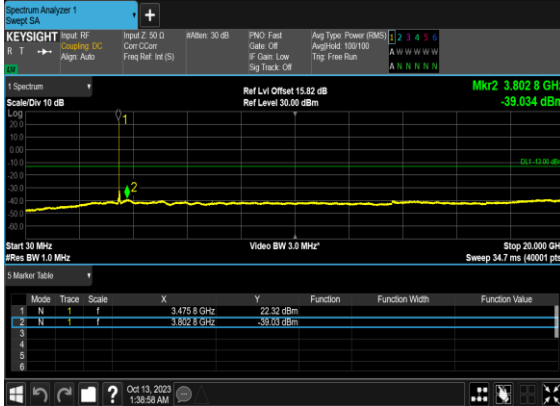 Spectrum Analyzer 1
Swept SA
+
KEYSIGHT Input: RF Input Z: 50 Ω #Atten: 30 dB PNO: Fast Avg Type: Power (RMS) 1 2 3 4 5 6
R T Coupling: DC Corr CCorr Gate: Off Avg|Hold: 100/100 A W W W W W
Align: Auto Freq Ref: Int (S) IF Gain: Low Trig: Free Run
Sig Track: Off A N N N N N
1 Spectrum
Scale/Div 10 dB Ref Lvl Offset 15.82 dB Mkr2 3.802 8 GHz
Ref Level 30.00 dBm -39.034 dBm
Log
20.0
10.0
0.00
-10.0
DL1 -13.00 dBm
-20.0
-30.0
-40.0
-50.0
-60.0
1
2
Start 30 MHz Video BW 3.0 MHz* Stop 20.000 GHz
#Res BW 1.0 MHz Sweep 34.7 ms (40001 pts)
5 Marker Table
Mode Trace Scale X Y Function Function Width Function Value
1 N 1 f 3.475 8 GHz 22.32 dBm
2 N 1 f 3.802 8 GHz -39.03 dBm
3
4
5
6
? Oct 13, 2023
1:38:58 AM